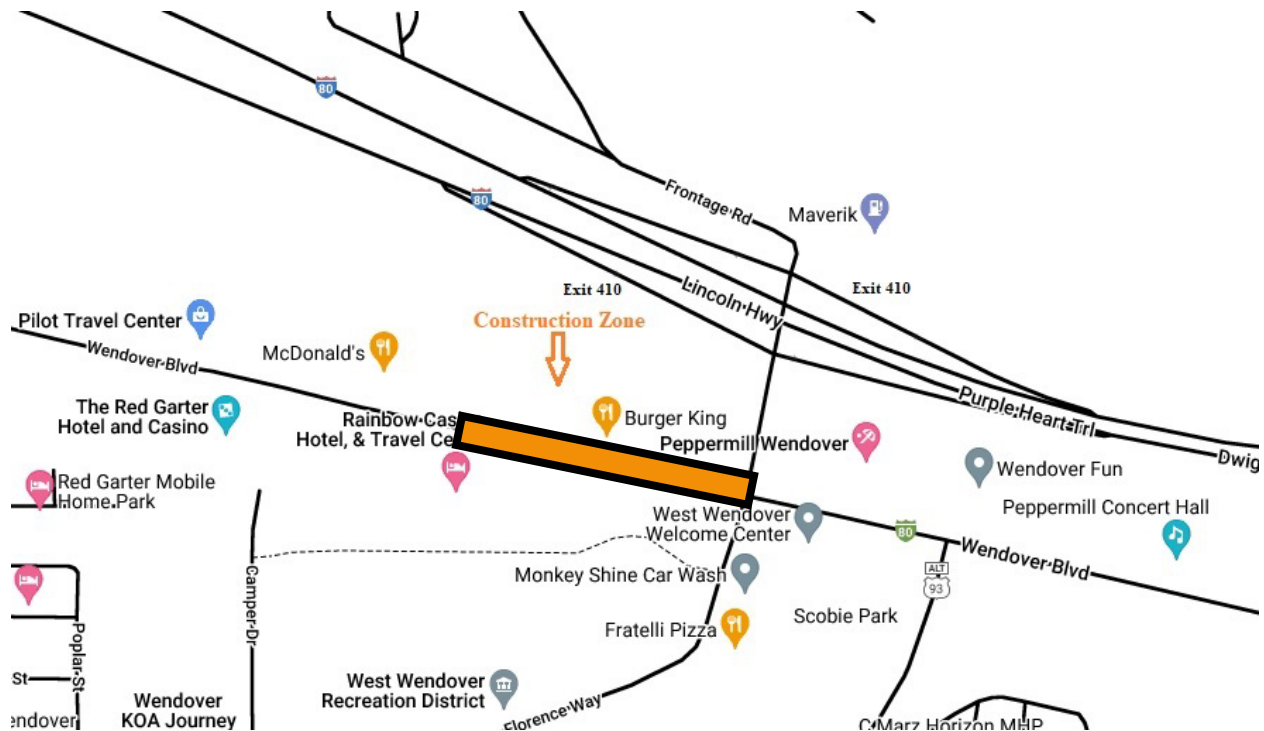 80
80
Frontage Rd
Maverik
Exit 410
Lincoln Hwy
Exit 410
Construction Zone
Pilot Travel Center
Wendover Blvd
McDonald's
The Red Garter
Hotel and Casino
Rainbow Cas
Hotel, & Travel Ce
Burger King
Peppermill Wendover
Purple Heart Trl
Dwig
Wendover Fun
Red Garter Mobile
Home Park
Peppermill Concert Hall
West Wendover
Welcome Center
80
Wendover Blvd
Monkey Shine Car Wash
ALT
93
Camper Dr
Scobie Park
Fratelli Pizza
Poplar St
St
West Wendover
Recreation District
Wendover
KOA Journey
endover
Florence Way
C Marz Horizon MHP